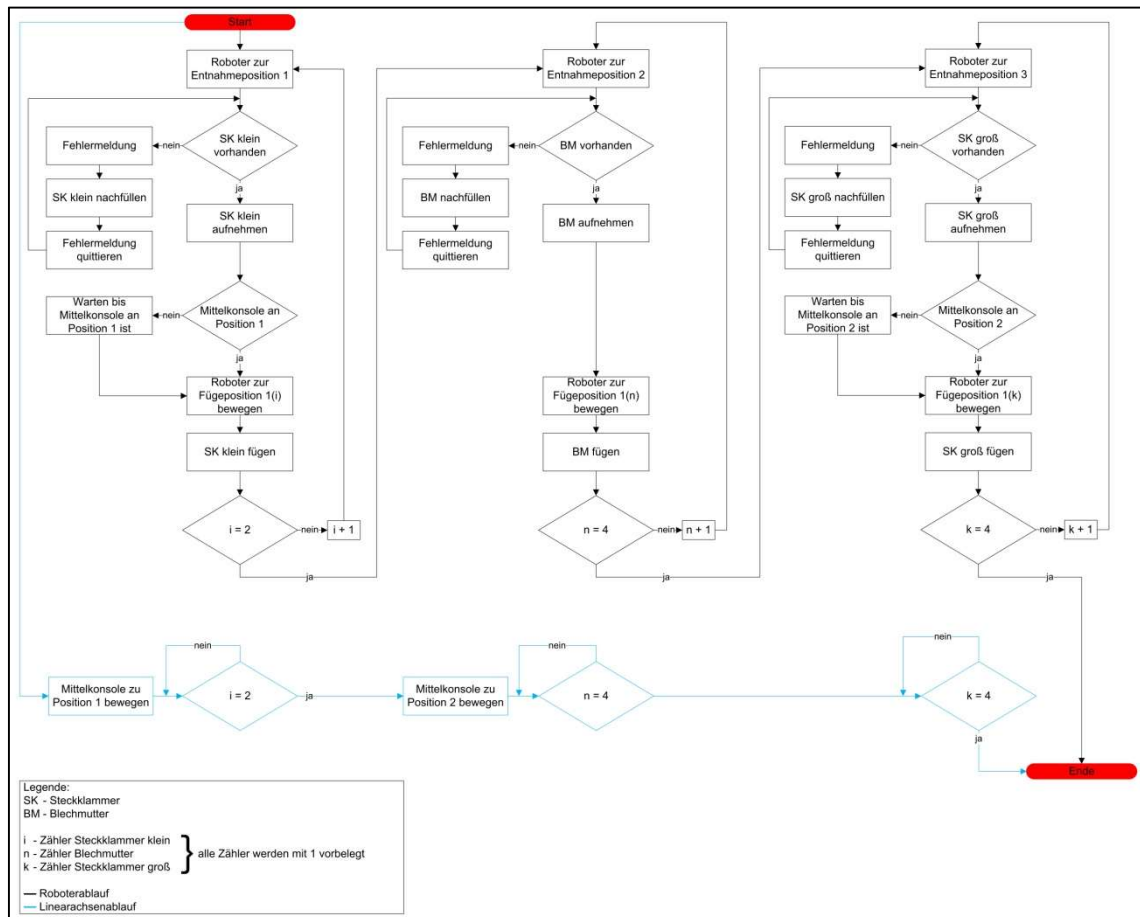 Start
Roboter zur
Entnahmeposition 1
SK klein
vorhanden
nein
Fehlermeldung
ja
SK klein nachfüllen
SK klein
aufnehmen
Fehlermeldung
quittieren
Mittelkonsole an
Position 1
nein
Warten bis
Mittelkonsole an
Position 1 ist
ja
Roboter zur
Fügeposition 1(i)
bewegen
SK klein fügen
i = 2
nein
i + 1
ja
Roboter zur
Entnahmeposition 2
BM vorhanden
nein
Fehlermeldung
ja
BM nachfüllen
BM aufnehmen
Fehlermeldung
quittieren
Roboter zur
Fügeposition 1(n)
bewegen
BM fügen
n = 4
nein
n + 1
ja
Roboter zur
Entnahmeposition 3
SK groß
vorhanden
nein
Fehlermeldung
ja
SK groß nachfüllen
SK groß
aufnehmen
Fehlermeldung
quittieren
Mittelkonsole an
Position 2
nein
Warten bis
Mittelkonsole an
Position 2 ist
ja
Roboter zur
Fügeposition 1(k)
bewegen
SK groß fügen
k = 4
nein
k + 1
ja
Mittelkonsole zu
Position 1 bewegen
nein
i = 2
ja
Mittelkonsole zu
Position 2 bewegen
nein
n = 4
nein
k = 4
ja
Ende
Legende:
SK - Steckklammer
BM - Blechmutter
i - Zähler Steckklammer klein
n - Zähler Blechmutter
k - Zähler Steckklammer groß
} alle Zähler werden mit 1 vorbelegt
— Roboterablauf
— Linearachsenablauf